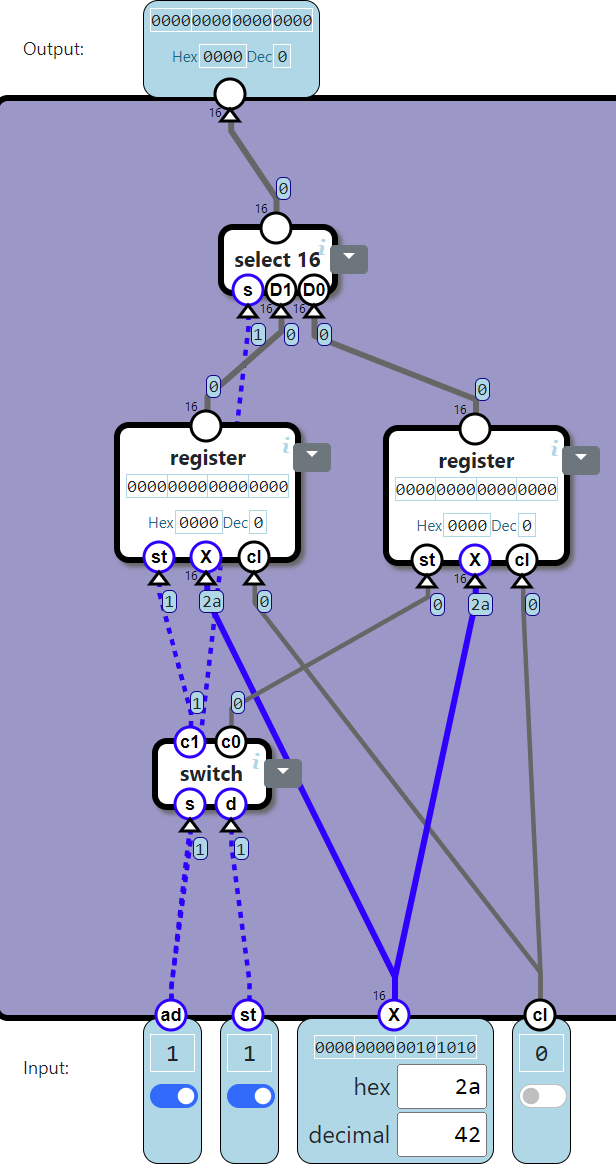 Output:
0000000000000000
Hex 0000 Dec 0
16
0
16
i
select 16
s D1 D0
16 16
1 0 0
0 0
16 16
i i
register register
0000000000000000 0000000000000000
Hex 0000 Dec 0 Hex 0000 Dec 0
st X cl st X cl
16 16
1 2a 0 0 2a 0
1 0
c1 c0
i
switch
s d
1 1
16
ad st X cl
Input:
1 1 0000000000101010 0
hex 2a
decimal 42